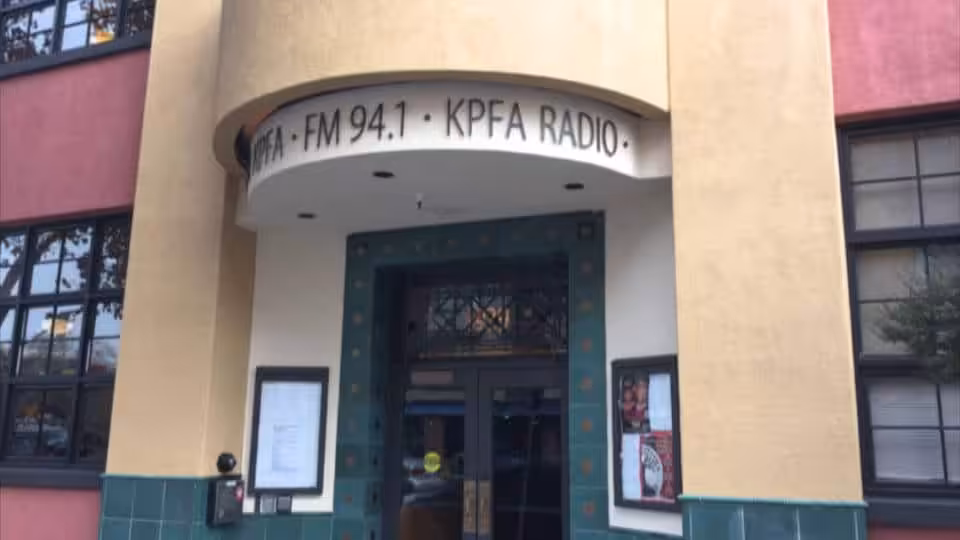 KPFA · FM 94.1 · KPFA RADIO ·